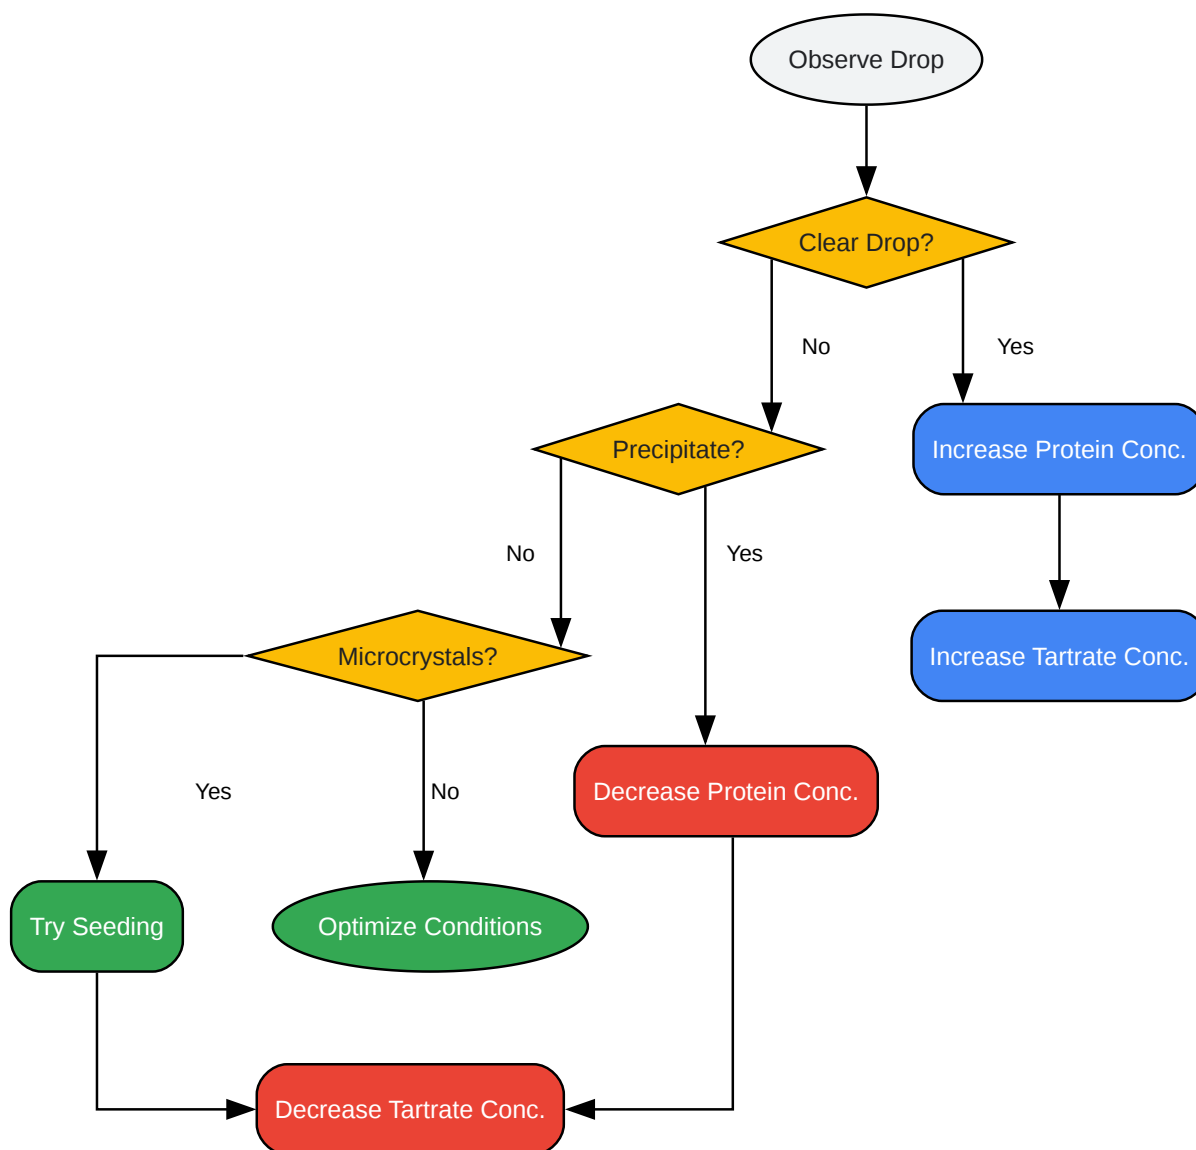 Observe Drop
Clear Drop?
No
Yes
Precipitate?
Increase Protein Conc.
No
Yes
Microcrystals?
Increase Tartrate Conc.
Yes
No
Decrease Protein Conc.
Try Seeding
Optimize Conditions
Decrease Tartrate Conc.